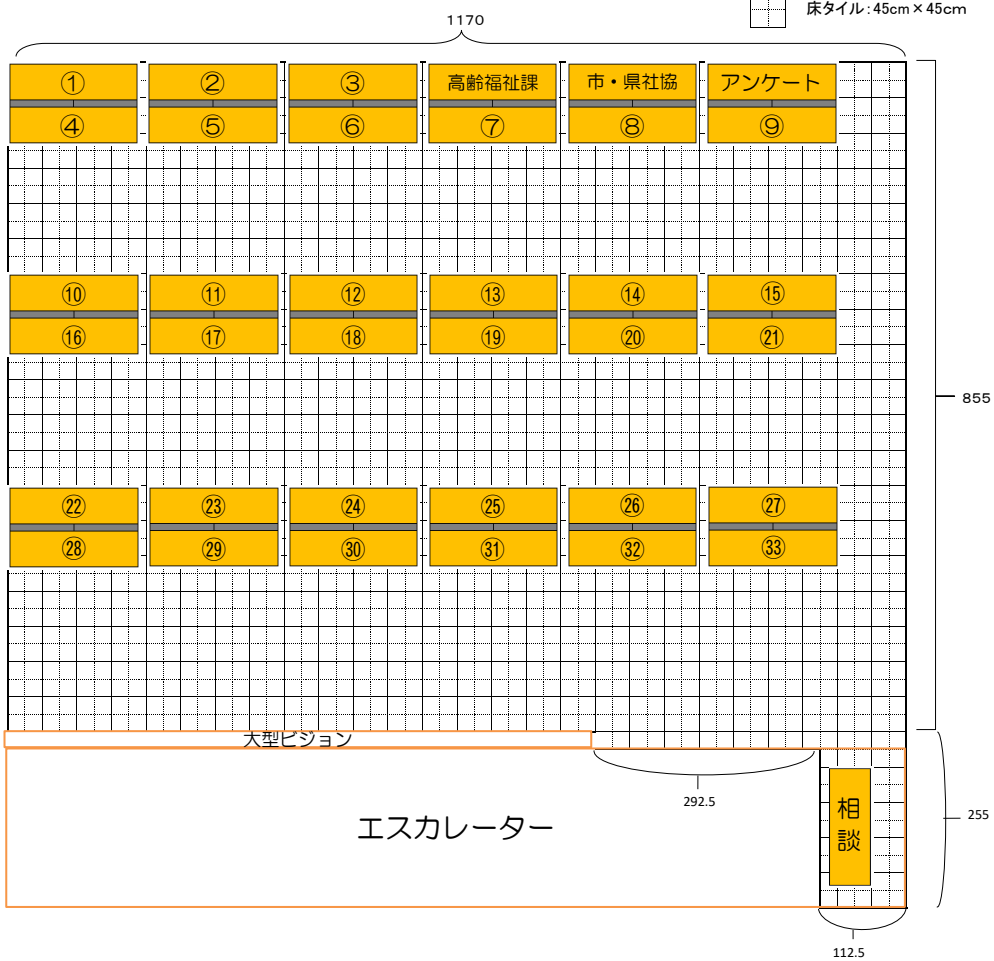 床タイル：45cm×45cm
1170
① ② ③ 高齢福祉課 市・県社協 アンケート
④ ⑤ ⑥ ⑦ ⑧ ⑨
⑩ ⑪ ⑫ ⑬ ⑭ ⑮
⑯ ⑰ ⑱ ⑲ ⑳ ㉑
855
㉒ ㉓ ㉔ ㉕ ㉖ ㉗
㉘ ㉙ ㉚ ㉛ ㉜ ㉝
大型ビジョン
292.5
エスカレーター
相談
255
112.5